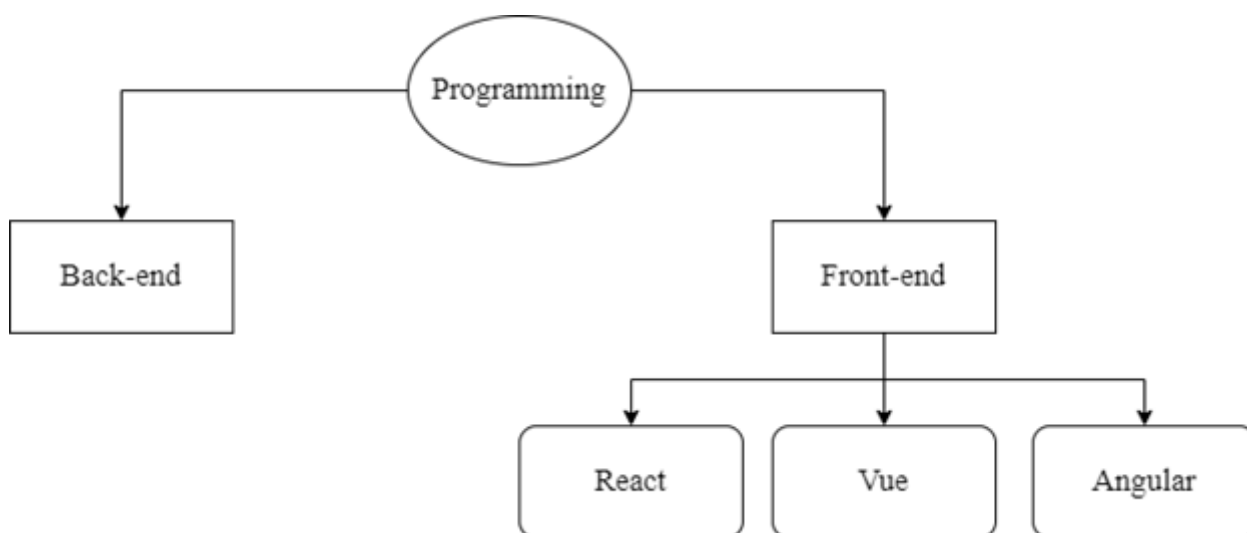 Programming
Back-end
Front-end
React
Vue
Angular